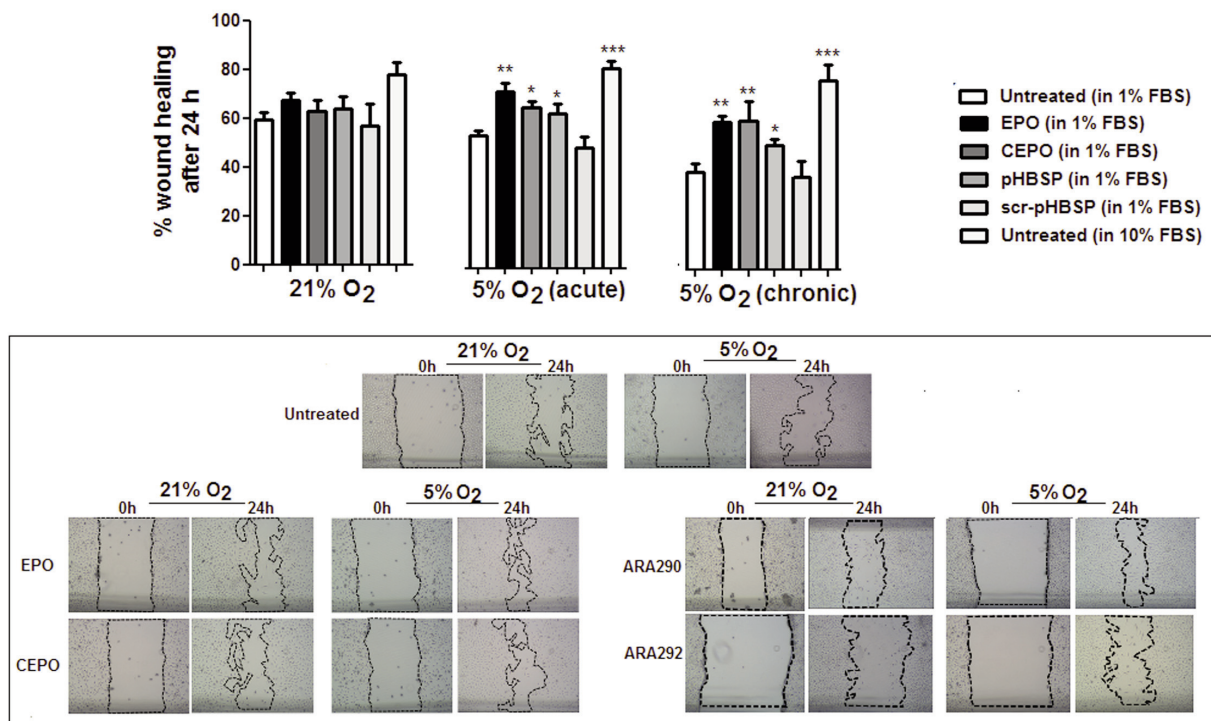 % wound healing
after 24 h
100
80
60
40
20
0
** * * ***
** ** * ***
21% O2
5% O2 (acute)
5% O2 (chronic)
Untreated (in 1% FBS)
EPO (in 1% FBS)
CEPO (in 1% FBS)
pHBSP (in 1% FBS)
scr-pHBSP (in 1% FBS)
Untreated (in 10% FBS)
21% O2 5% O2
0h 24h 0h 24h
Untreated
21% O2 5% O2
0h 24h 0h 24h
EPO
CEPO
21% O2 5% O2
0h 24h 0h 24h
ARA290
ARA292